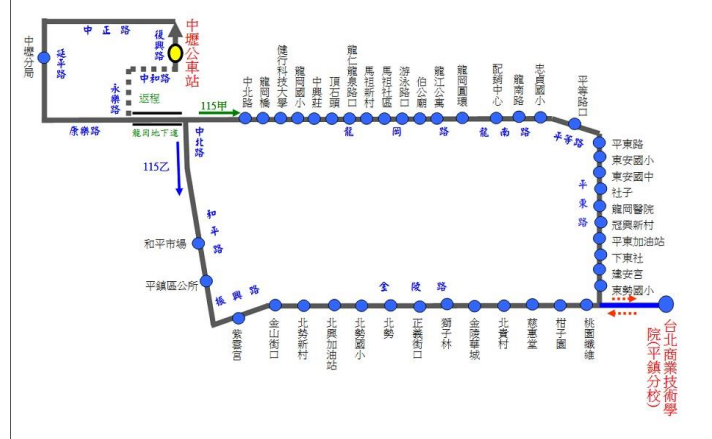 中正路
復興路
中壢公車站
中壢分局
延平路
永樂路
中和路
返程
115甲
康樂路
龍岡地下道
中北路
115乙
中北路
龍岡橋
健行科技大學
龍岡國小
中興莊
頂石頭
龍仁龍泉路口
馬祖新村
馬祖社區
游泳路口
伯公廟
龍江公寓
龍岡圓環
配銷中心
龍南路
忠貞國小
平等路口
龍岡路
龍南路
平等路
平東路
平東路
東安國小
東安國中
社子
龍岡醫院
冠興新村
平東加油站
下東社
建安宮
東勢國小
和平路
和平市場
平鎮區公所
振興路
金陵路
紫雲宮
金山街口
北勢新村
北興加油站
北勢國小
北勢
正義街口
獅子林
金陵華城
北貴村
慈惠堂
柑子園
桃園纖維
台北商業技術學
院(平鎮分校)